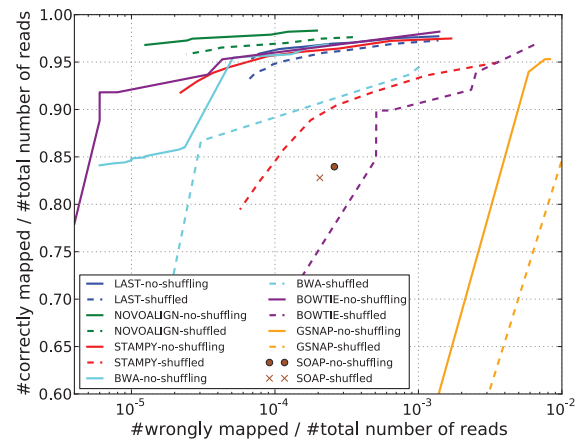 1.00
0.95
0.90
0.85
0.80
0.75
0.70
0.65
0.60
#correctly mapped / #total number of reads
LAST-no-shuffling
LAST-shuffled
NOVOALIGN-no-shuffling
NOVOALIGN-shuffled
STAMPY-no-shuffling
STAMPY-shuffled
BWA-no-shuffling
BWA-shuffled
BOWTIE-no-shuffling
BOWTIE-shuffled
GSNAP-no-shuffling
GSNAP-shuffled
SOAP-no-shuffling
SOAP-shuffled
10⁻⁵ 10⁻⁴ 10⁻³ 10⁻²
#wrongly mapped / #total number of reads